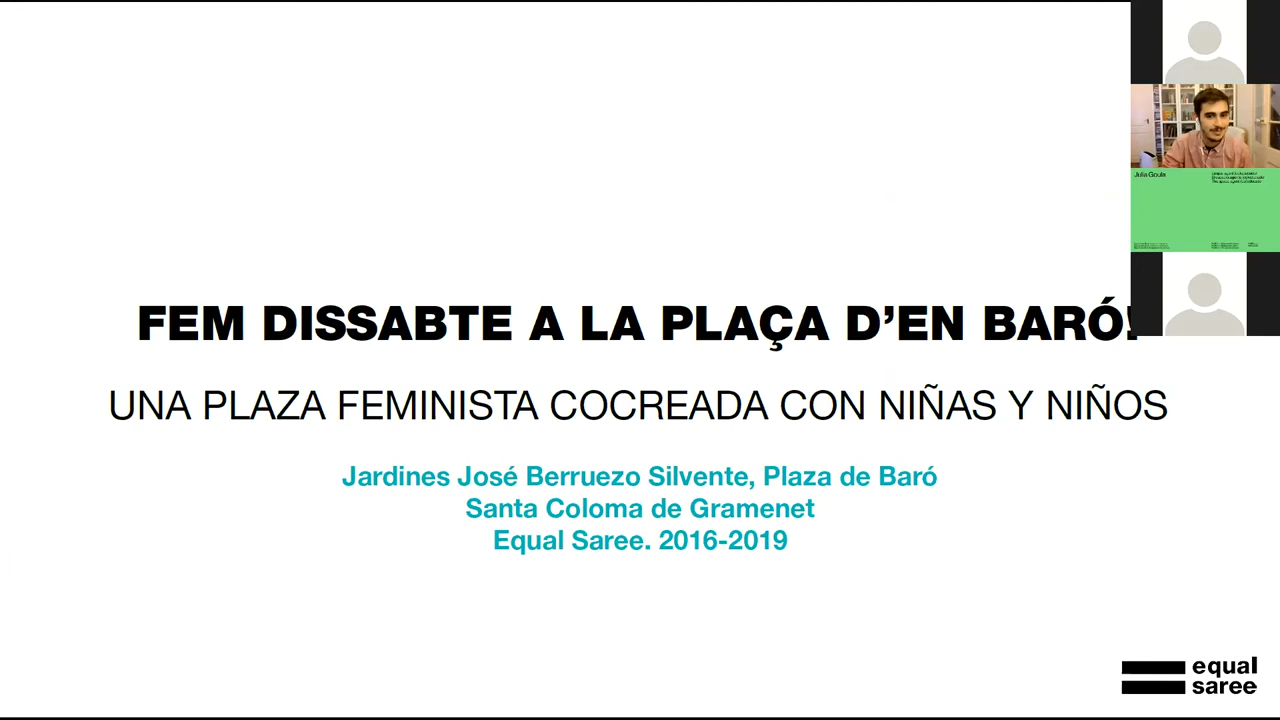 FEM DISSABTE A LA PLAÇA D’EN BARÓ!
UNA PLAZA FEMINISTA COCREADA CON NIÑAS Y NIÑOS
Jardines José Berruezo Silvente, Plaza de Baró
Santa Coloma de Gramenet
Equal Saree. 2016-2019
equal
saree
Julia Goula